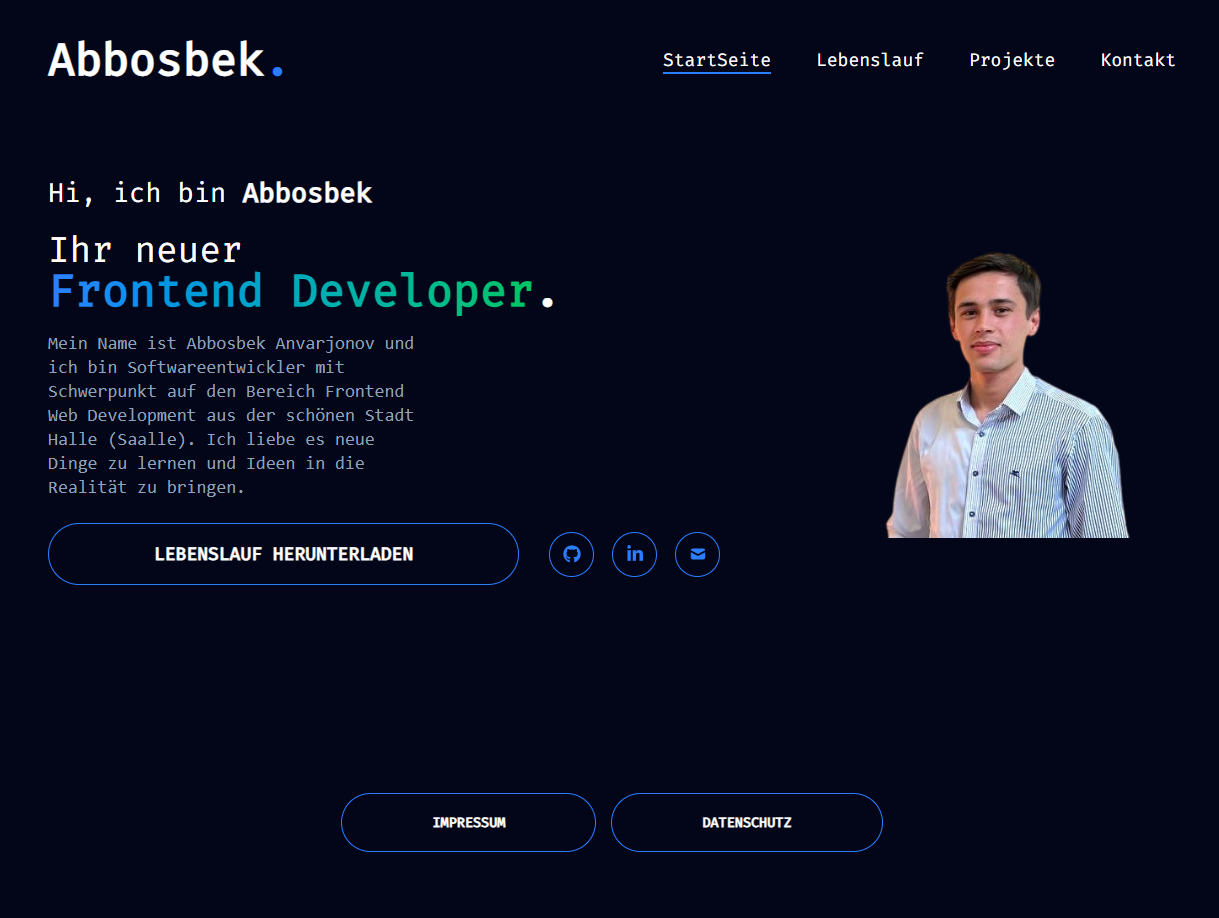 Abbosbek.
StartSeite Lebenslauf Projekte Kontakt
Hi, ich bin Abbosbek
Ihr neuer
Frontend Developer.
Mein Name ist Abbosbek Anvarjonov und
ich bin Softwareentwickler mit
Schwerpunkt auf den Bereich Frontend
Web Development aus der schönen Stadt
Halle (Saalle). Ich liebe es neue
Dinge zu lernen und Ideen in die
Realität zu bringen.
LEBENSLAUF HERUNTERLADEN
in
IMPRESSUM
DATENSCHUTZ